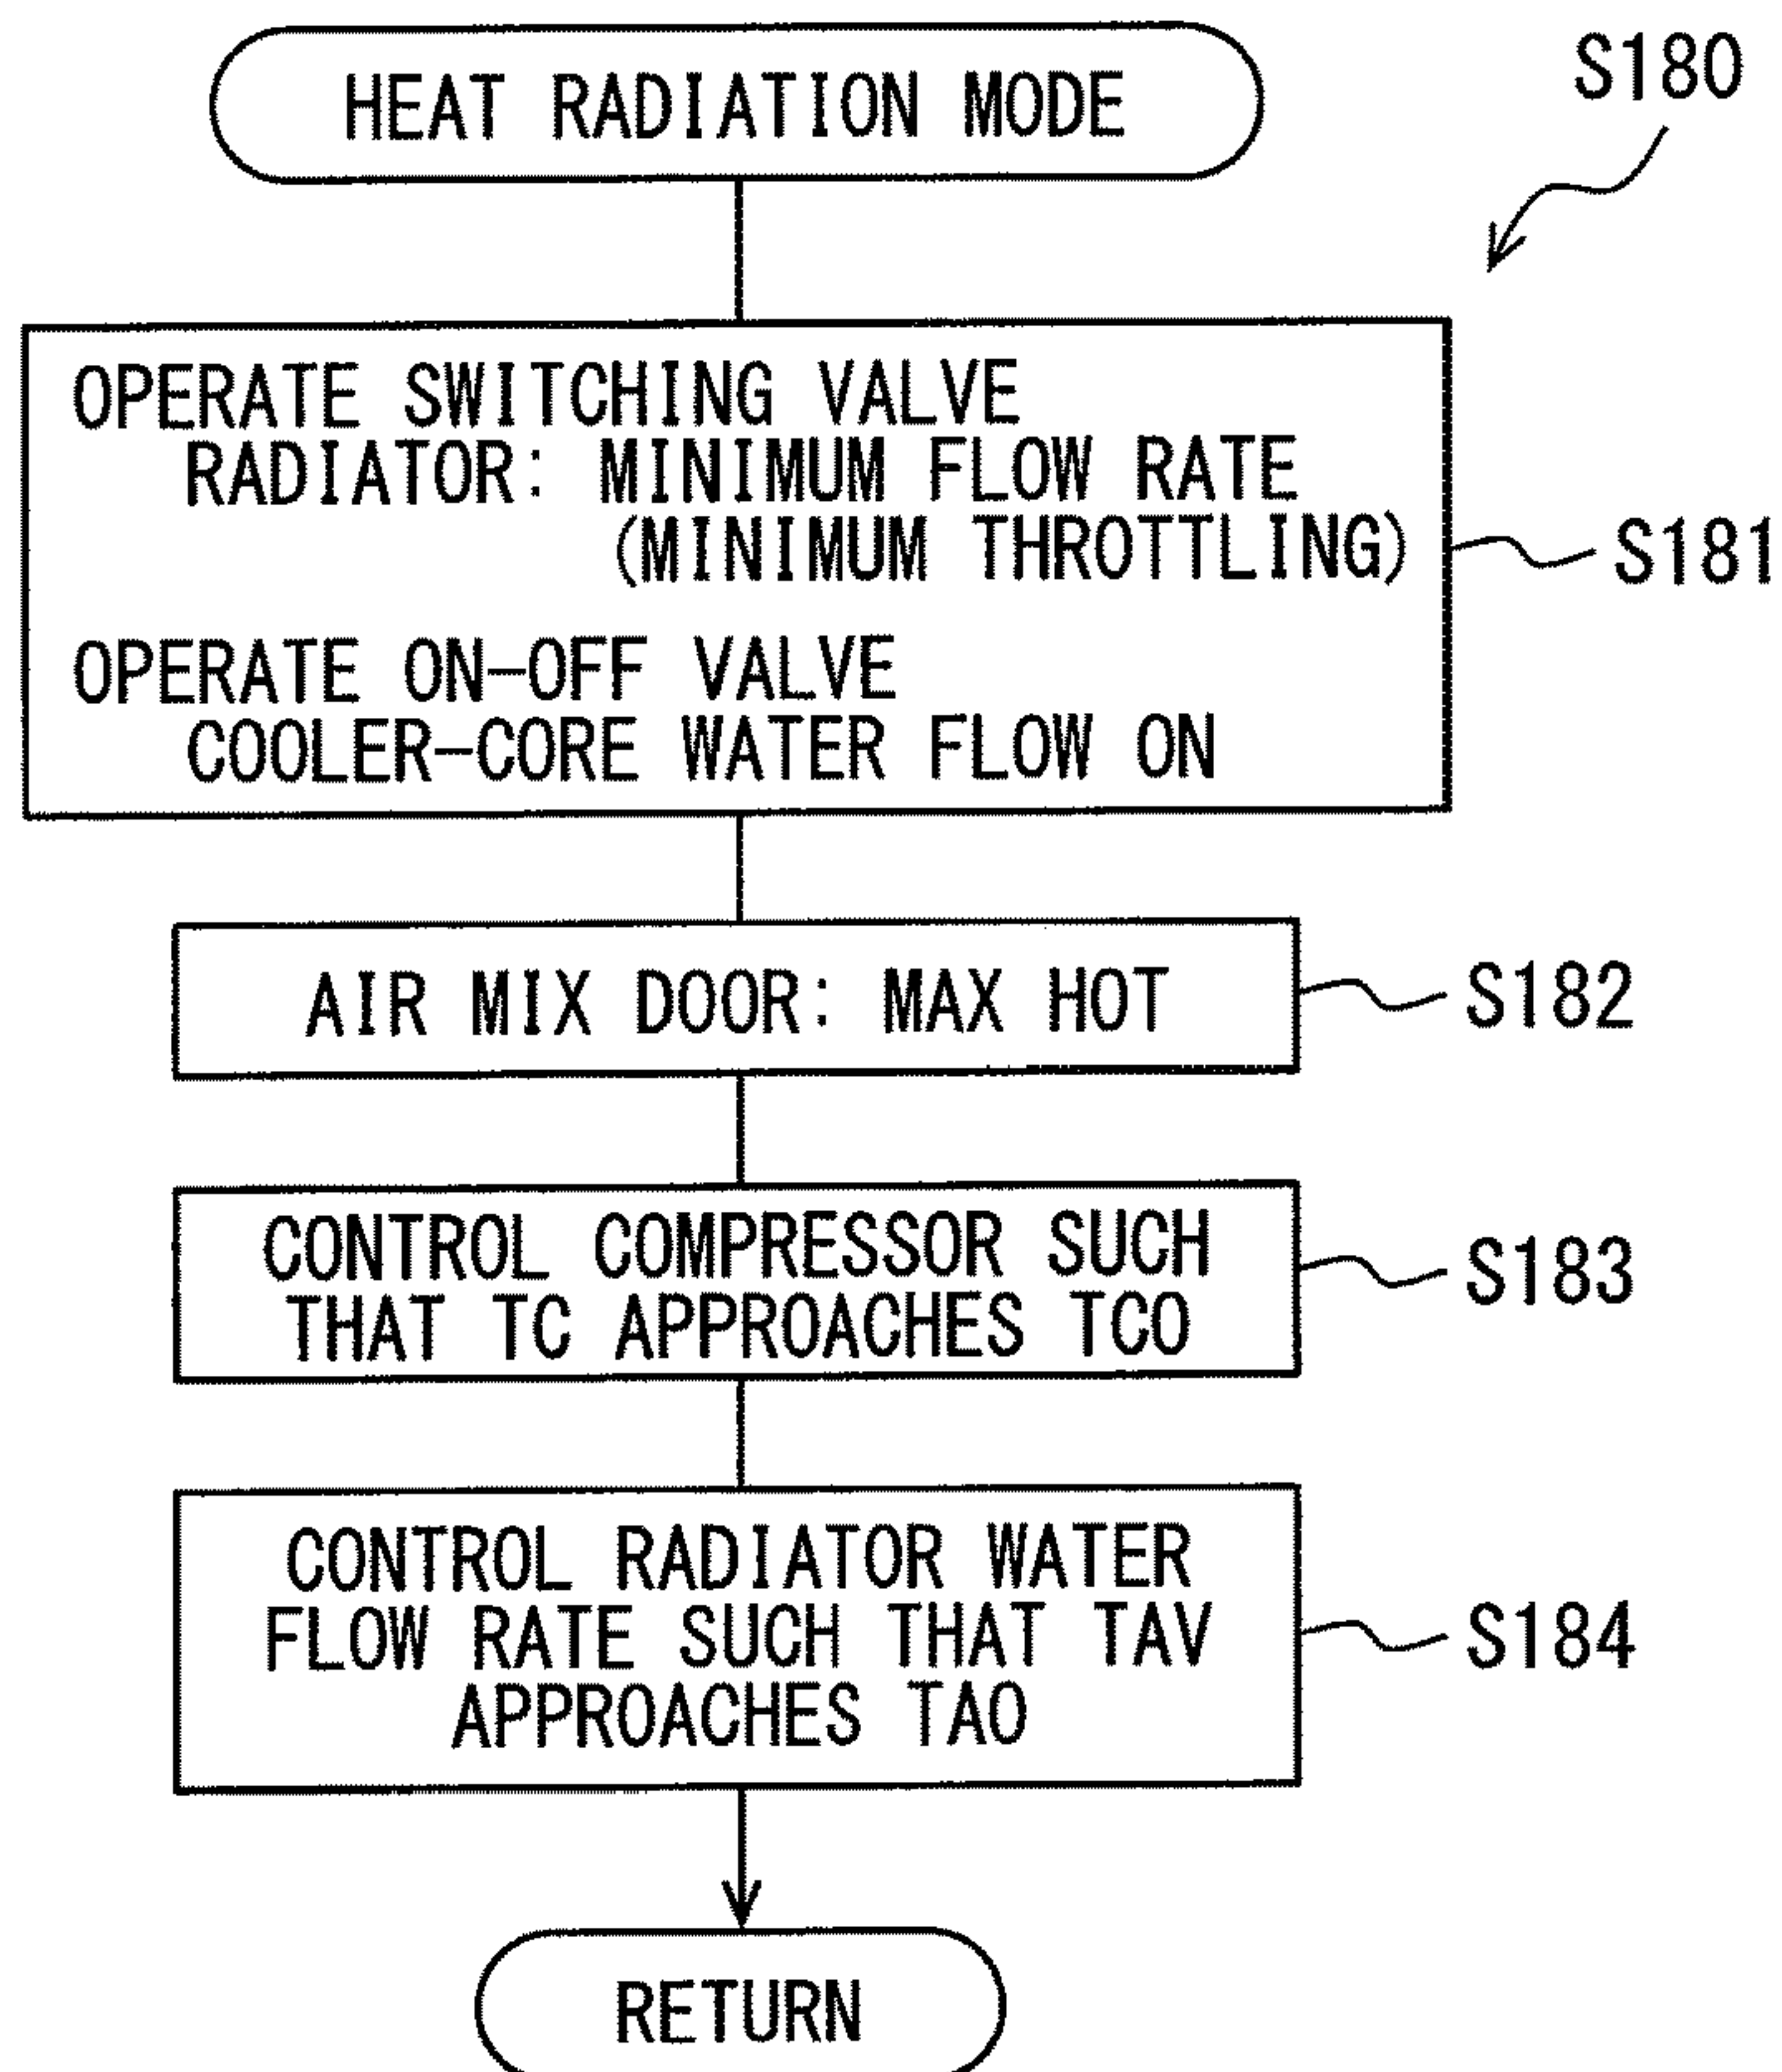 HEAT RADIATION MODE
S180
OPERATE SWITCHING VALVE
RADIATOR: MINIMUM FLOW RATE
(MINIMUM THROTTLING)
S181
OPERATE ON-OFF VALVE
COOLER-CORE WATER FLOW ON
AIR MIX DOOR: MAX HOT
S182
CONTROL COMPRESSOR SUCH
THAT TC APPROACHES TCO
S183
CONTROL RADIATOR WATER
FLOW RATE SUCH THAT TAV
APPROACHES TAO
S184
RETURN